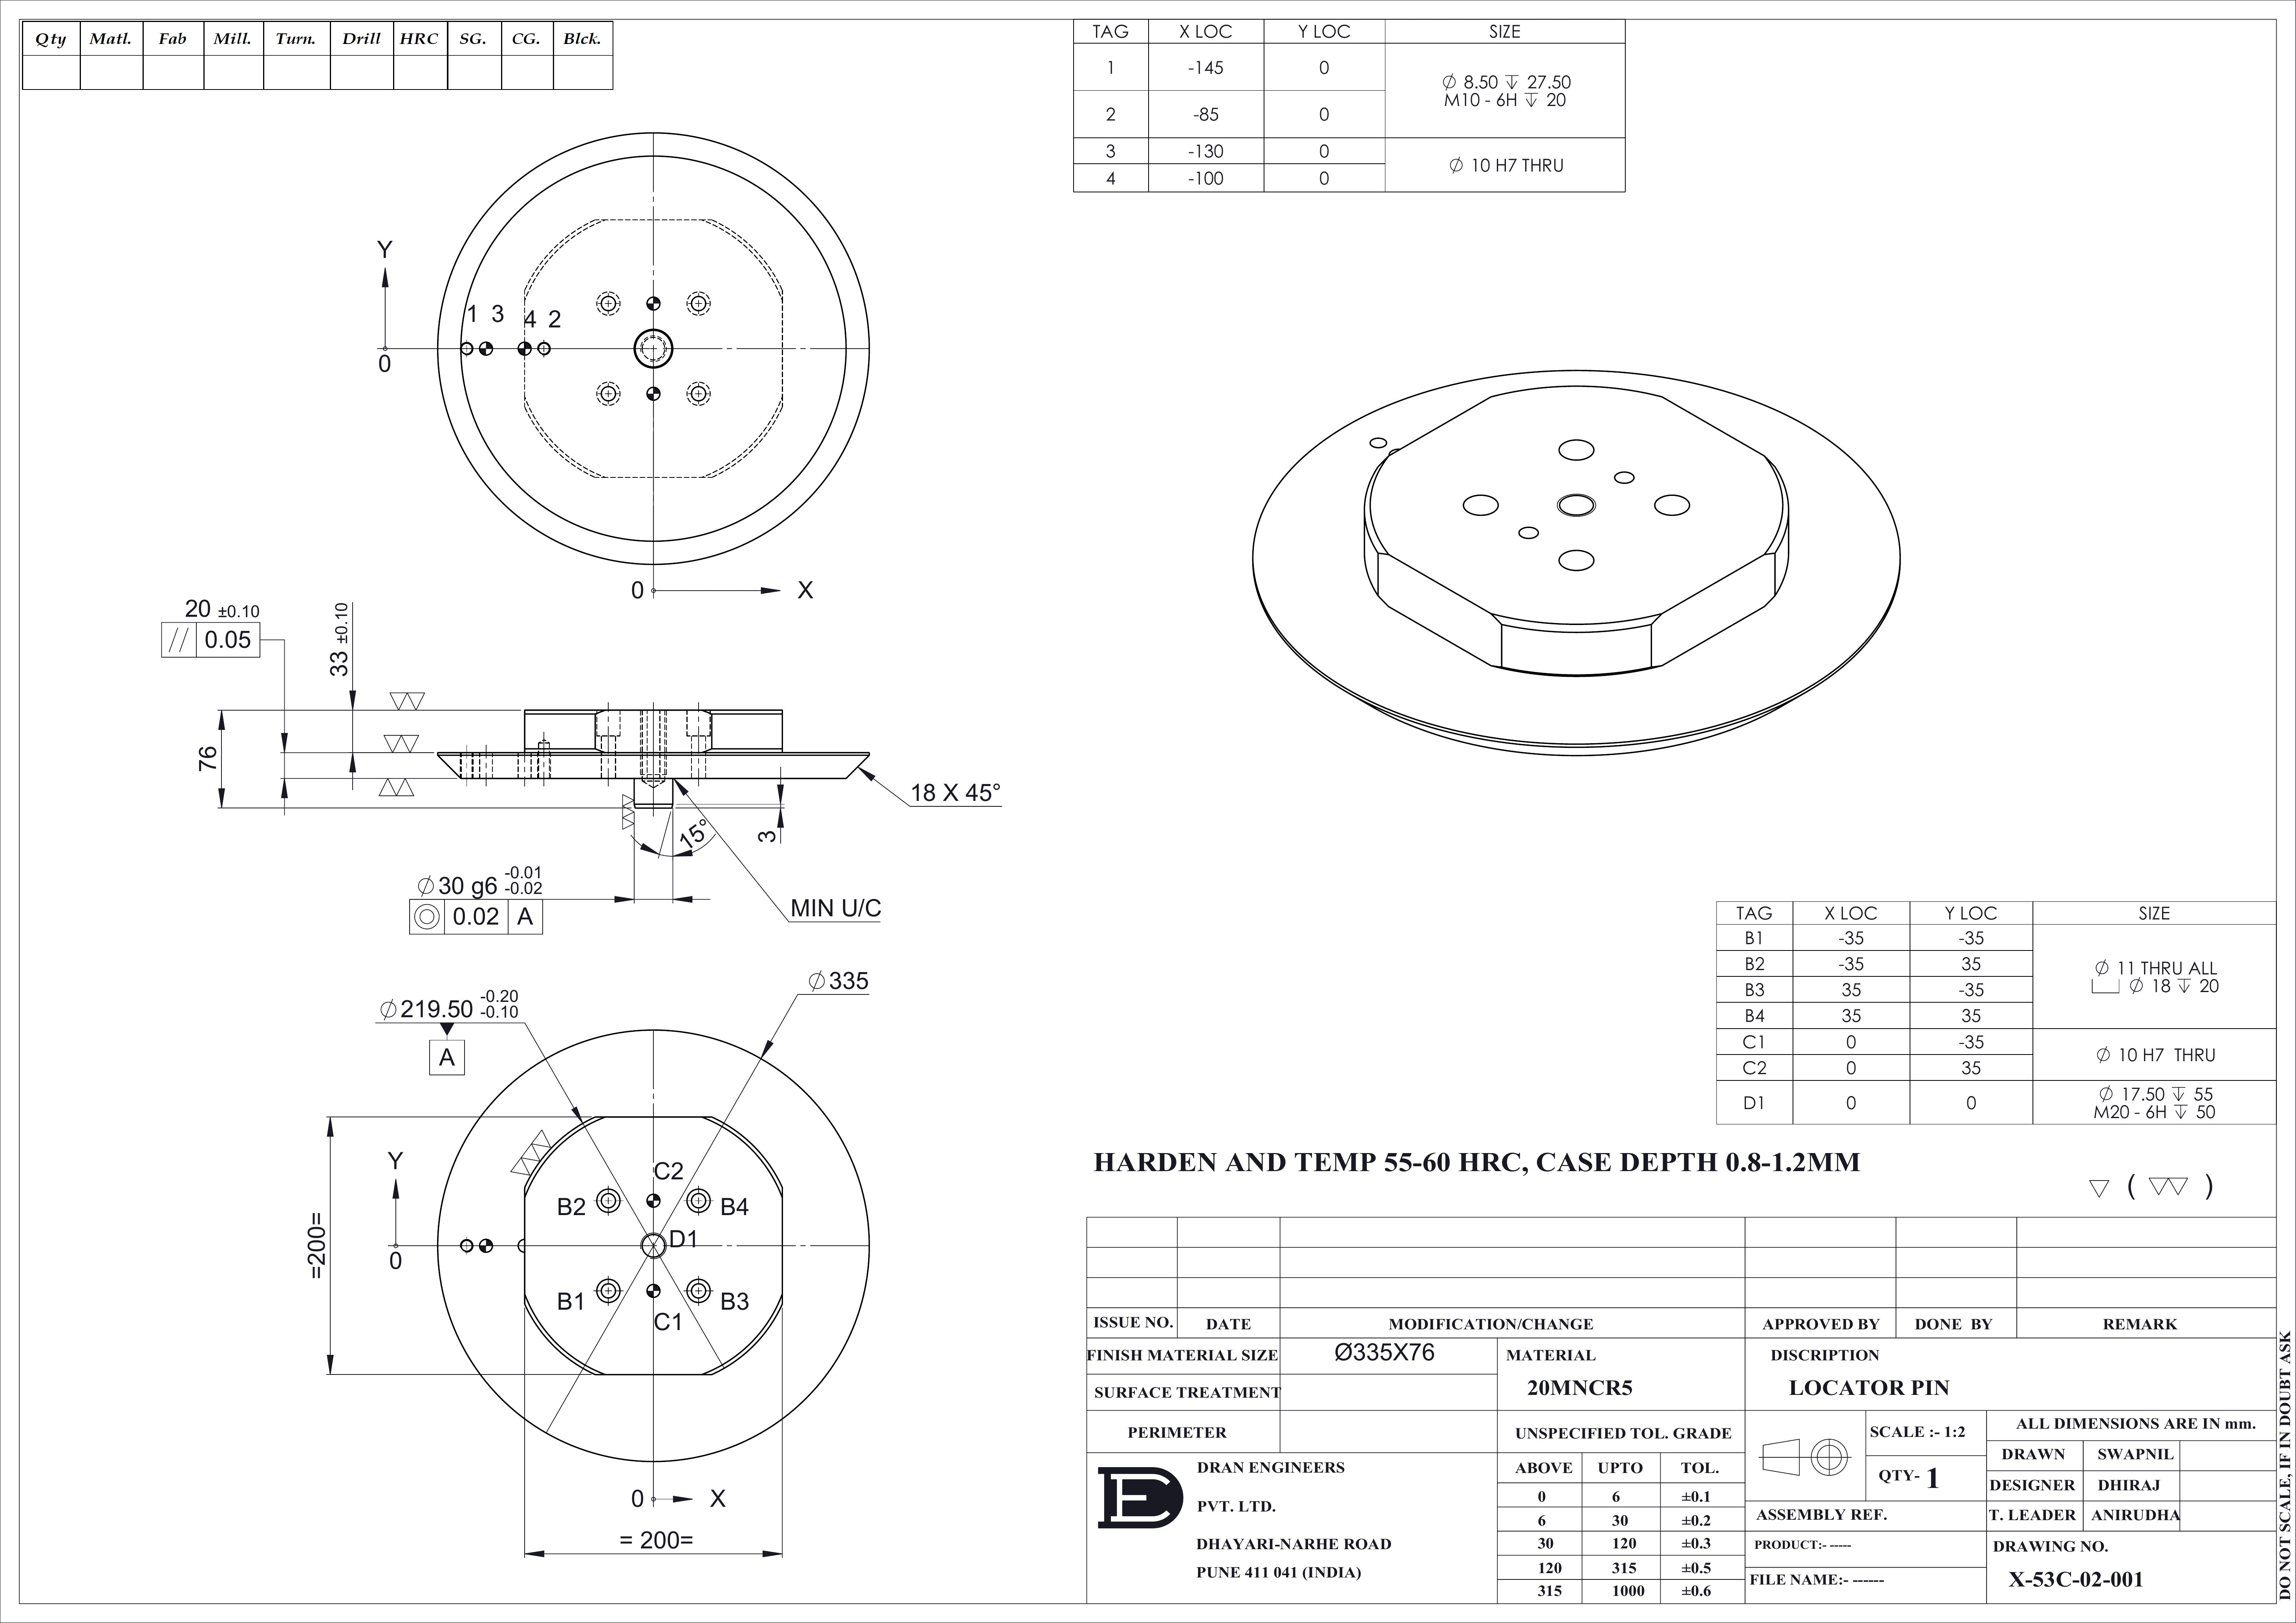 Qty Matl. Fab Mill. Turn. Drill HRC SG. CG. Blck.
TAG X LOC Y LOC SIZE
1 -145 0 ⌀ 8.50 ↧ 27.50
M10 - 6H ↧ 20
2 -85 0
3 -130 0 ⌀ 10 H7 THRU
4 -100 0
Y
1 3 4 2
0
0 X
20 ±0.10
// 0.05
33 ±0.10
76
18 X 45°
15°
3
⌀30 g6 -0.01 -0.02
◎ 0.02 A
MIN U/C
TAG X LOC Y LOC SIZE
B1 -35 -35 ⌀ 11 THRU ALL
⌴ ⌀ 18 ↧ 20
B2 -35 35
B3 35 -35
B4 35 35
C1 0 -35 ⌀ 10 H7 THRU
C2 0 35
D1 0 0 ⌀ 17.50 ↧ 55
M20 - 6H ↧ 50
⌀335
⌀219.50 -0.20 -0.10
A
C2
Y
B2 B4
D1
0
=200=
B1 B3
C1
0 X
= 200=
HARDEN AND TEMP 55-60 HRC, CASE DEPTH 0.8-1.2MM
▽ ( ▽▽ )
ISSUE NO. DATE MODIFICATION/CHANGE APPROVED BY DONE BY REMARK
FINISH MATERIAL SIZE Ø335X76 MATERIAL DISCRIPTION
20MNCR5 LOCATOR PIN
SURFACE TREATMENT
PERIMETER UNSPECIFIED TOL. GRADE SCALE :- 1:2 ALL DIMENSIONS ARE IN mm.
DRAWN SWAPNIL
DRAN ENGINEERS ABOVE UPTO TOL. QTY- 1
PVT. LTD. DESIGNER DHIRAJ
0 6 ±0.1
6 30 ±0.2 ASSEMBLY REF. T. LEADER ANIRUDHA
DHAYARI-NARHE ROAD 30 120 ±0.3 PRODUCT:- ----- DRAWING NO.
PUNE 411 041 (INDIA) 120 315 ±0.5 FILE NAME:- ------ X-53C-02-001
315 1000 ±0.6
DO NOT SCALE, IF IN DOUBT ASK